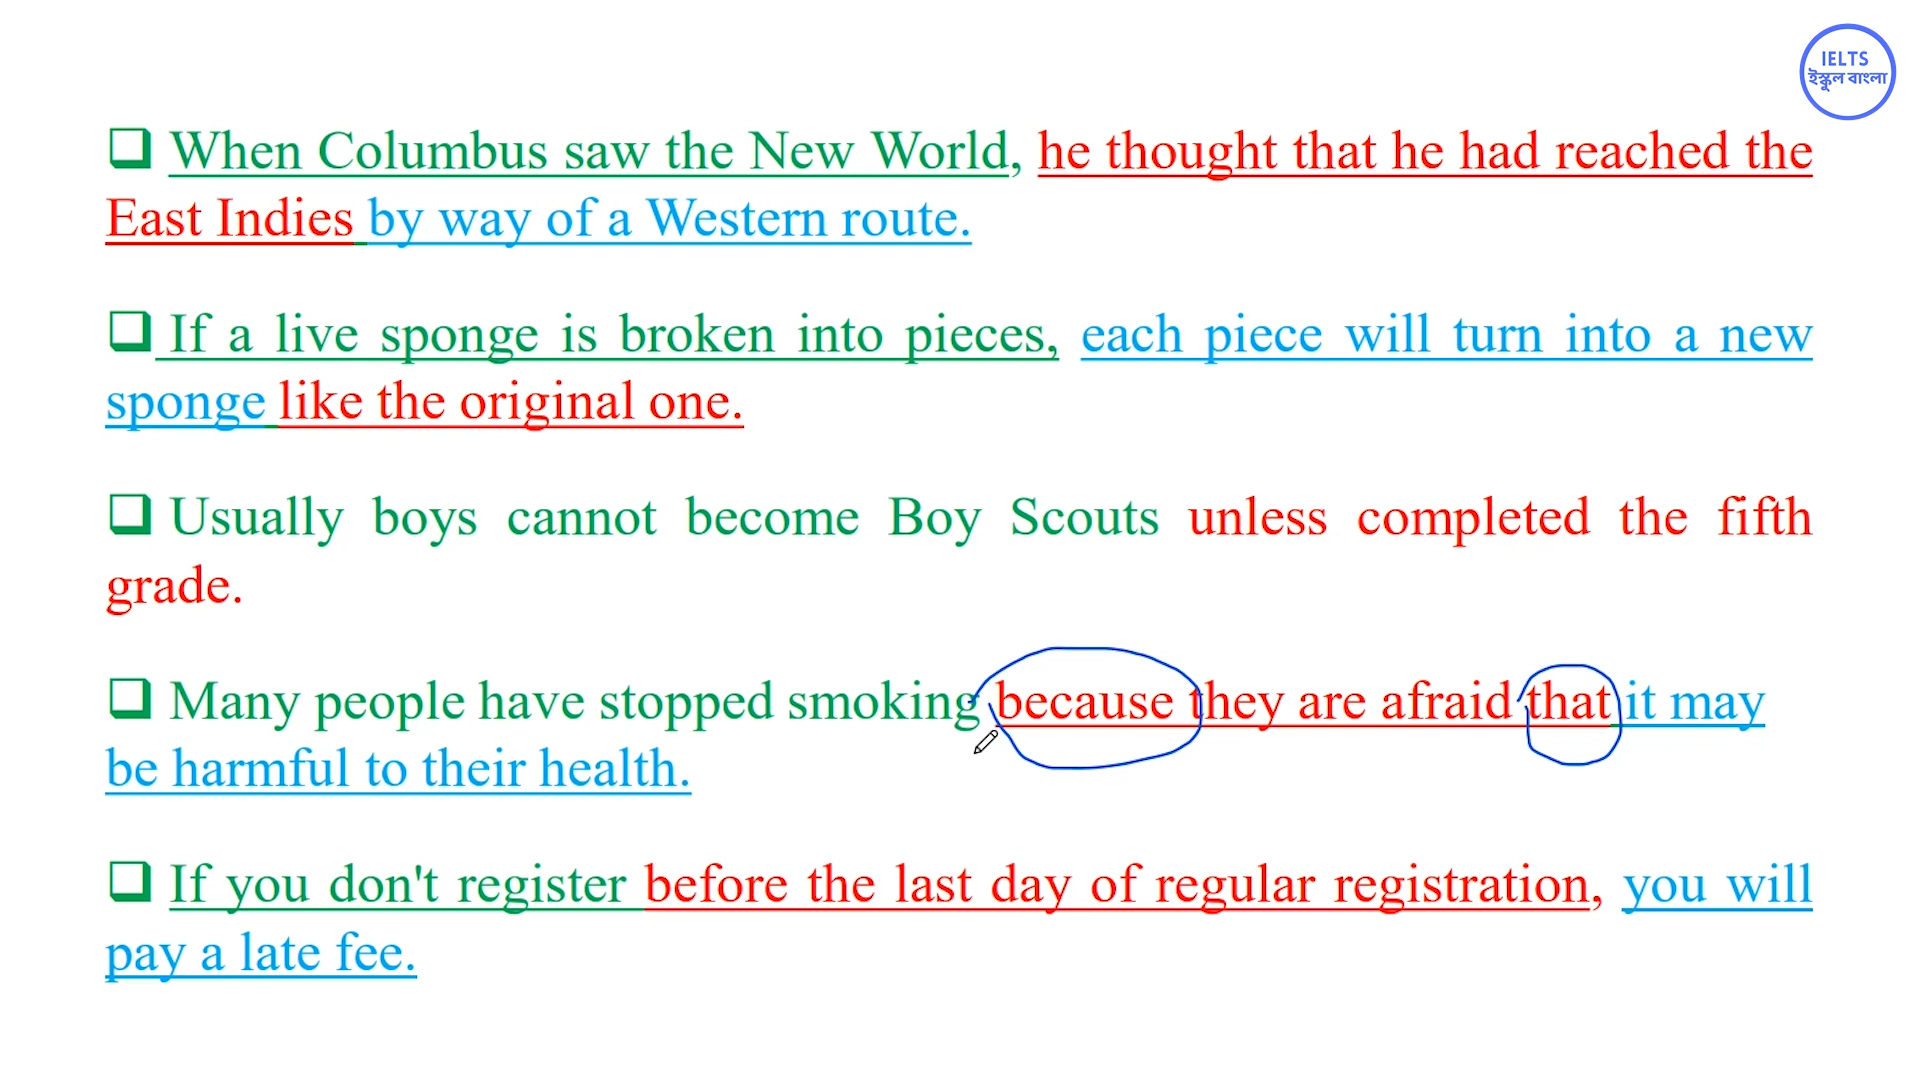 IELTS
ইস্কুল বাংলা
When Columbus saw the New World, he thought that he had reached the
East Indies by way of a Western route.
If a live sponge is broken into pieces, each piece will turn into a new
sponge like the original one.
Usually boys cannot become Boy Scouts unless completed the fifth
grade.
Many people have stopped smoking because they are afraid that it may
be harmful to their health.
If you don't register before the last day of regular registration, you will
pay a late fee.